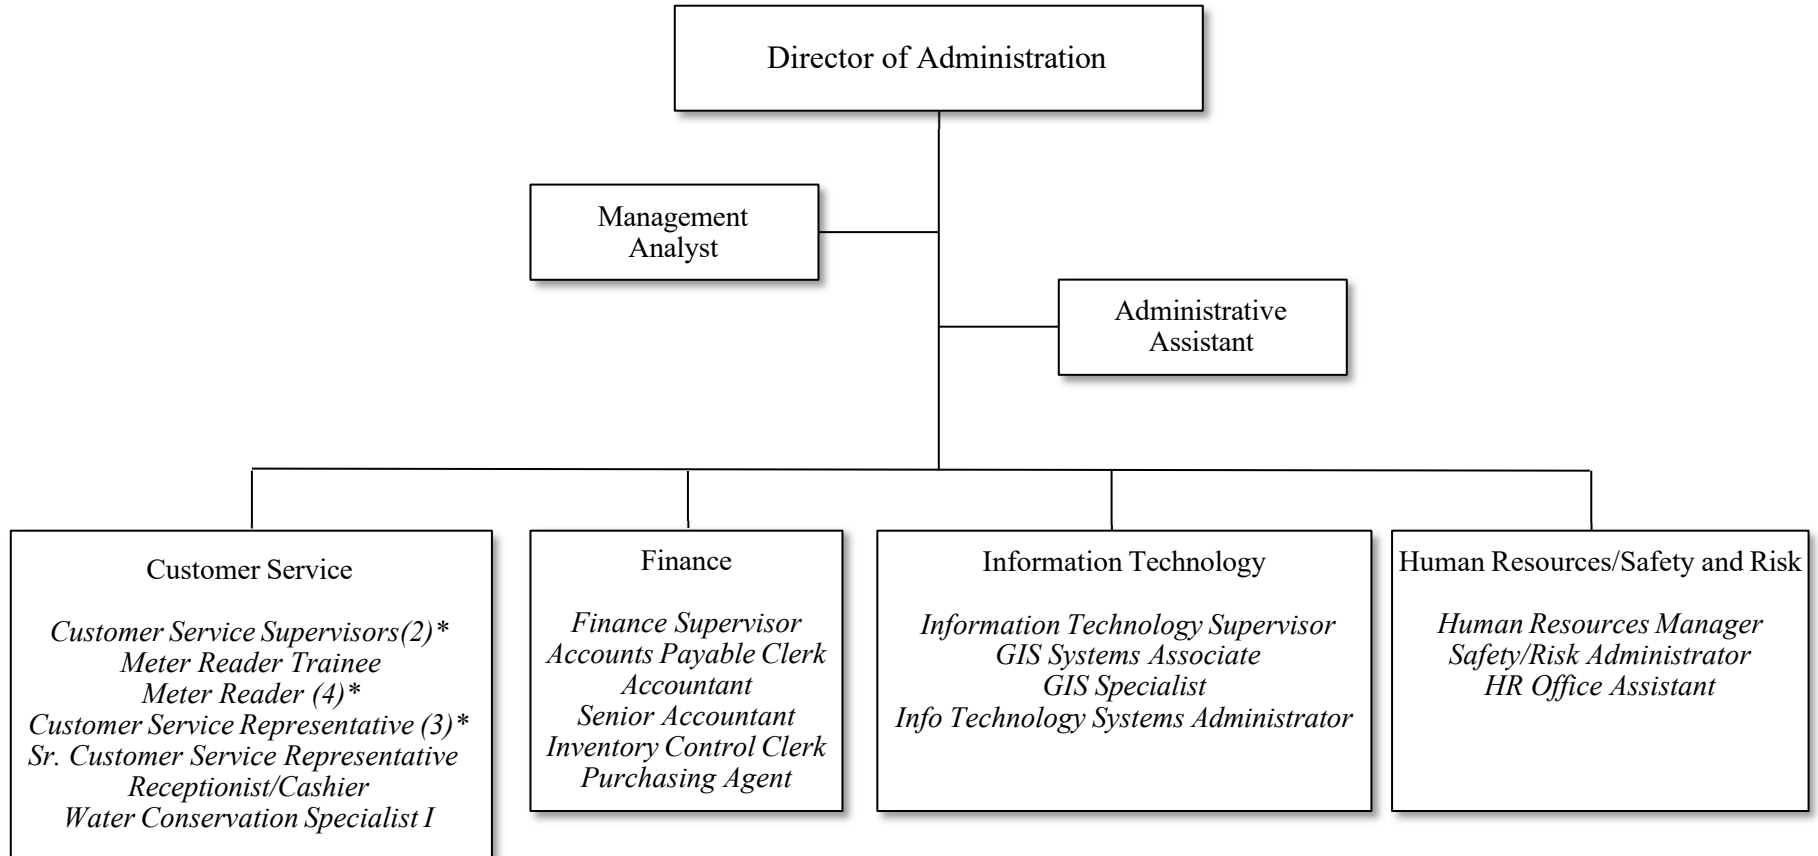 Director of Administration
Management
Analyst
Administrative
Assistant
Customer Service
Customer Service Supervisors(2)*
Meter Reader Trainee
Meter Reader (4)*
Customer Service Representative (3)*
Sr. Customer Service Representative
Receptionist/Cashier
Water Conservation Specialist I
Finance
Finance Supervisor
Accounts Payable Clerk
Accountant
Senior Accountant
Inventory Control Clerk
Purchasing Agent
Information Technology
Information Technology Supervisor
GIS Systems Associate
GIS Specialist
Info Technology Systems Administrator
Human Resources/Safety and Risk
Human Resources Manager
Safety/Risk Administrator
HR Office Assistant